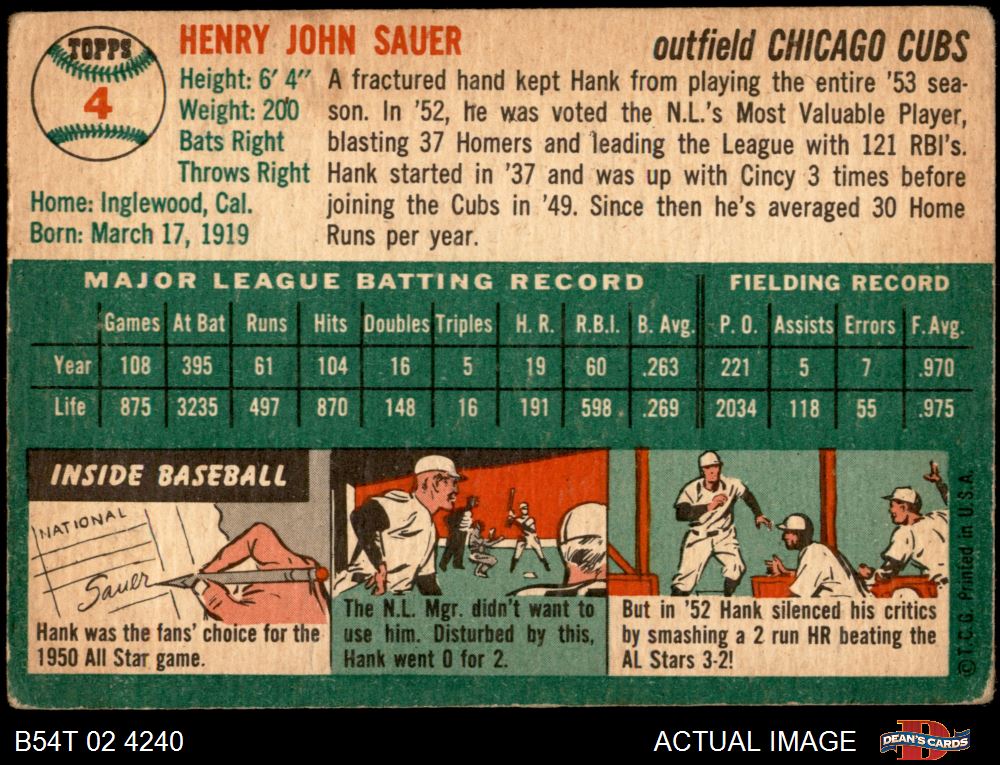 TOPPS
4
HENRY JOHN SAUER
outfield CHICAGO CUBS
Height: 6' 4"
Weight: 200
Bats Right
Throws Right
Home: Inglewood, Cal.
Born: March 17, 1919
A fractured hand kept Hank from playing the entire '53 sea-
son. In '52, he was voted the N.L.'s Most Valuable Player,
blasting 37 Homers and leading the League with 121 RBI's.
Hank started in '37 and was up with Cincy 3 times before
joining the Cubs in '49. Since then he's averaged 30 Home
Runs per year.
MAJOR LEAGUE BATTING RECORD FIELDING RECORD
Games At Bat Runs Hits Doubles Triples H. R. R.B.I. B. Avg. P. O. Assists Errors F.Avg.
Year 108 395 61 104 16 5 19 60 .263 221 5 7 .970
Life 875 3235 497 870 148 16 191 598 .269 2034 118 55 .975
INSIDE BASEBALL
NATIONAL
Sauer
Hank was the fans' choice for the
1950 All Star game.
The N.L. Mgr. didn't want to
use him. Disturbed by this,
Hank went 0 for 2.
But in '52 Hank silenced his critics
by smashing a 2 run HR beating the
AL Stars 3-2!
© T.C.G. Printed in U.S.A.
B54T 02 4240
ACTUAL IMAGE
DEAN'S CARDS